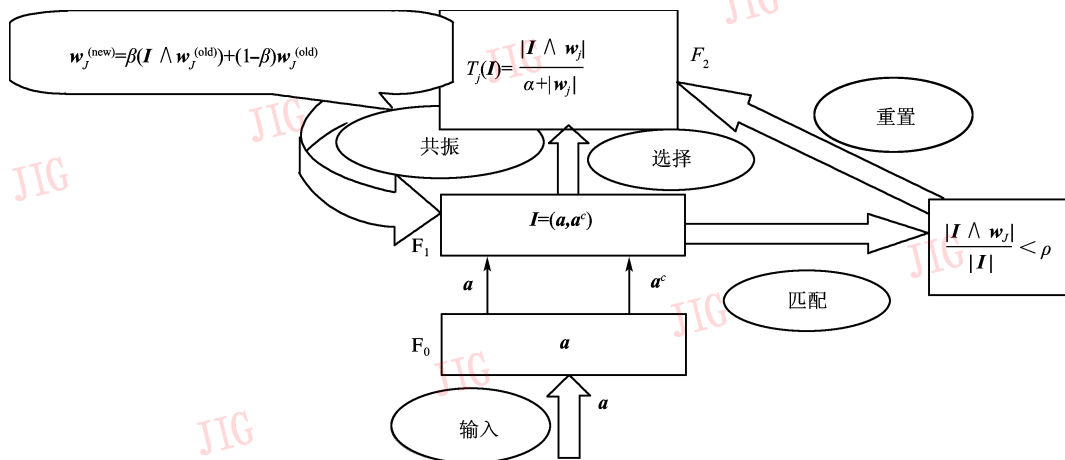 JIG
w_J^(new)=β(I ∧ w_J^(old))+(1–β)w_J^(old)
T_j(I)= |I ∧ w_j| / α+|w_j|
F_2
重置
JIG
共振
选择
JIG
I=(a,a^c)
F_1
|I ∧ w_J| / |I| < ρ
JIG
a
a^c
匹配
JIG
F_0
a
JIG
a
输入
JIG